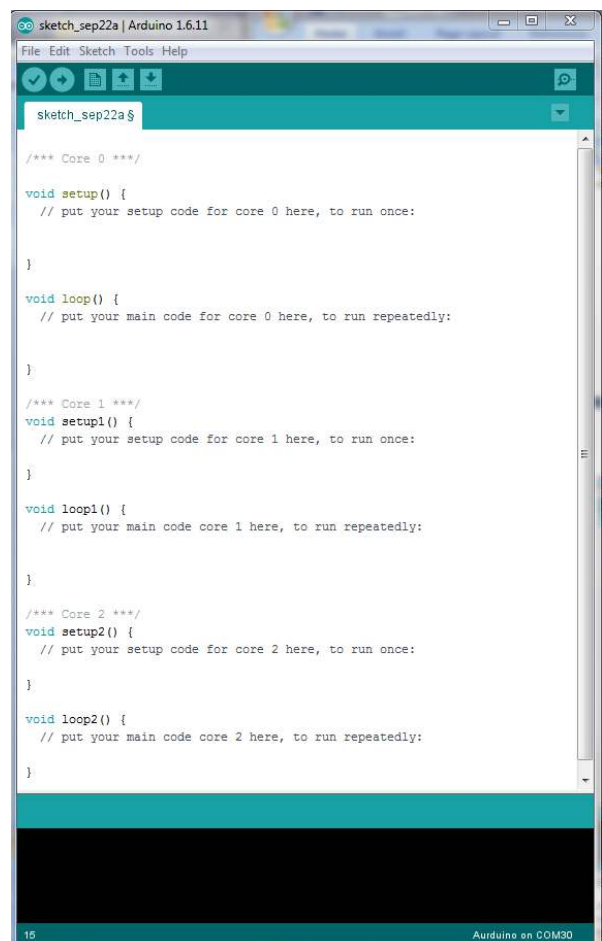 sketch_sep22a | Arduino 1.6.11
File Edit Sketch Tools Help
sketch_sep22a §
/*** Core 0 ***/
void setup() {
// put your setup code for core 0 here, to run once:
}
void loop() {
// put your main code for core 0 here, to run repeatedly:
}
/*** Core 1 ***/
void setup1() {
// put your setup code for core 1 here, to run once:
}
void loop1() {
// put your main code core 1 here, to run repeatedly:
}
/*** Core 2 ***/
void setup2() {
// put your setup code for core 2 here, to run once:
}
void loop2() {
// put your main code core 2 here, to run repeatedly:
}
15 Aurduino on COM30